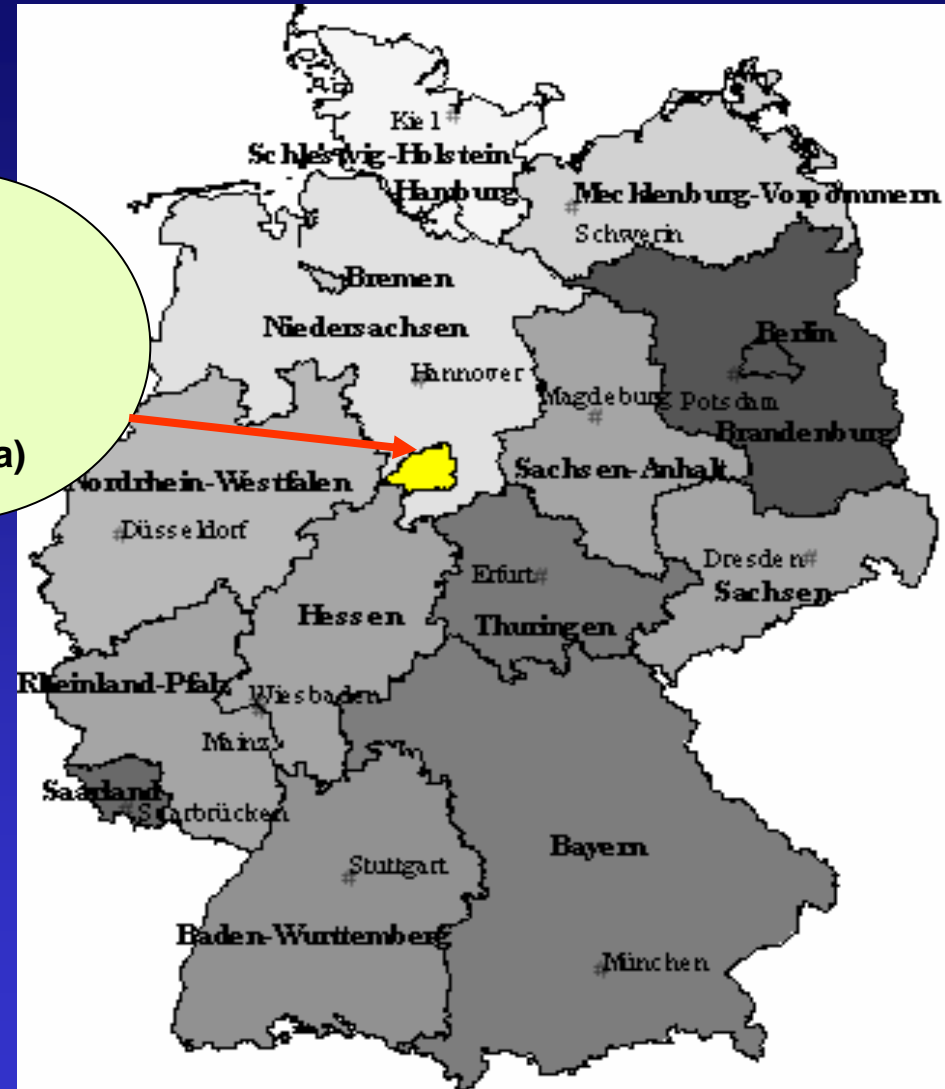 Kiel
Schleswig-Holstein
Hamburg
Mecklenburg-Vorpommern
Schwerin
Bremen
Niedersachsen
Berlin
Hannover
Magdeburg
Potsdam
Brandenburg
a)
Sachsen-Anhalt
Nordrhein-Westfalen
Düsseldorf
Dresden
Erfurt
Sachsen
Hessen
Thuringen
Rheinland-Pfalz
Wiesbaden
Mainz
Saarland
Saarbrücken
Bayern
Stuttgart
Baden-Wurttemberg
München